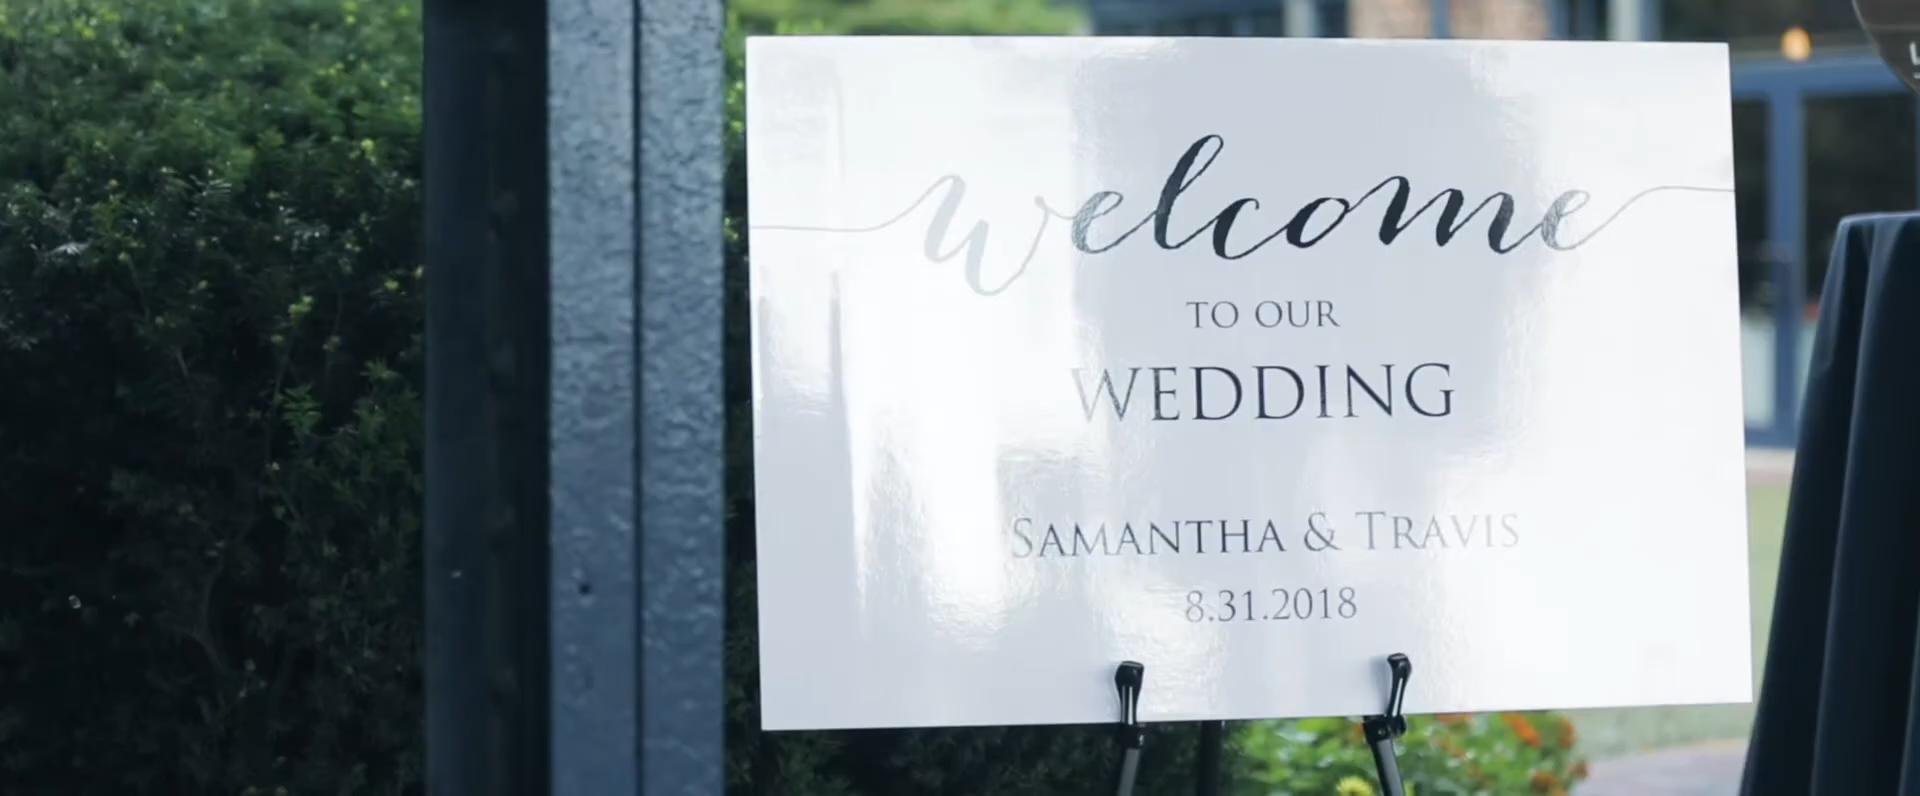 welcome
TO OUR
WEDDING
SAMANTHA & TRAVIS
8.31.2018